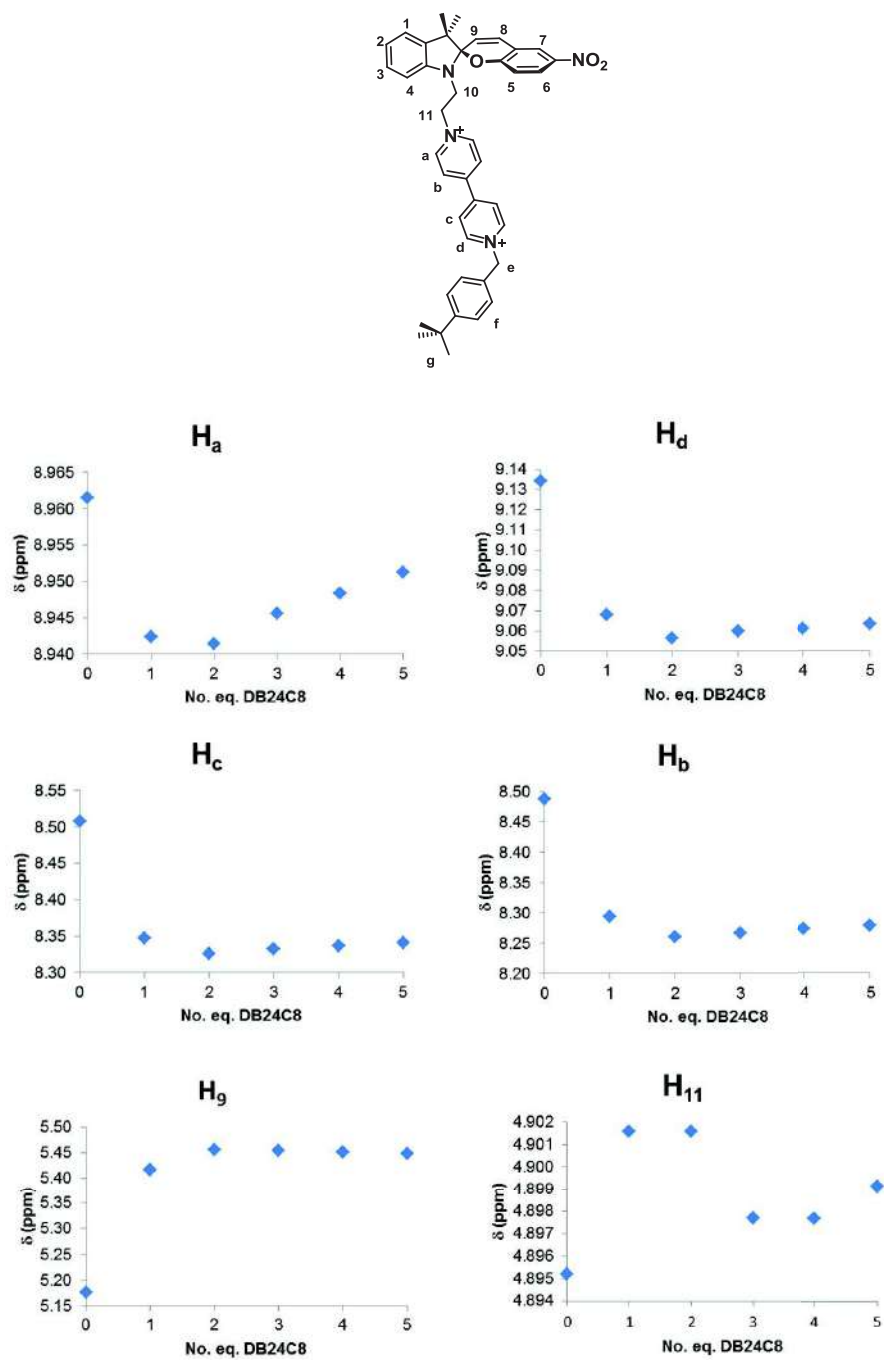 1
9
8
7
2
3
O
NO₂
N
4
10
5
6
11
N⁺
a
b
c
d
N⁺
e
f
g
Hₐ
8.965
8.960
8.955
8.950
8.945
8.940
δ (ppm)
0 1 2 3 4 5
No. eq. DB24C8
H_d
9.14
9.13
9.12
9.11
9.10
9.09
9.08
9.07
9.06
9.05
δ (ppm)
0 1 2 3 4 5
No. eq. DB24C8
H_c
8.55
8.50
8.45
8.40
8.35
8.30
δ (ppm)
0 1 2 3 4 5
No. eq. DB24C8
H_b
8.50
8.45
8.40
8.35
8.30
8.25
8.20
δ (ppm)
0 1 2 3 4 5
No. eq. DB24C8
H₉
5.50
5.45
5.40
5.35
5.30
5.25
5.20
5.15
δ (ppm)
0 1 2 3 4 5
No. eq. DB24C8
H₁₁
4.902
4.901
4.900
4.899
4.898
4.897
4.896
4.895
4.894
δ (ppm)
0 1 2 3 4 5
No. eq. DB24C8